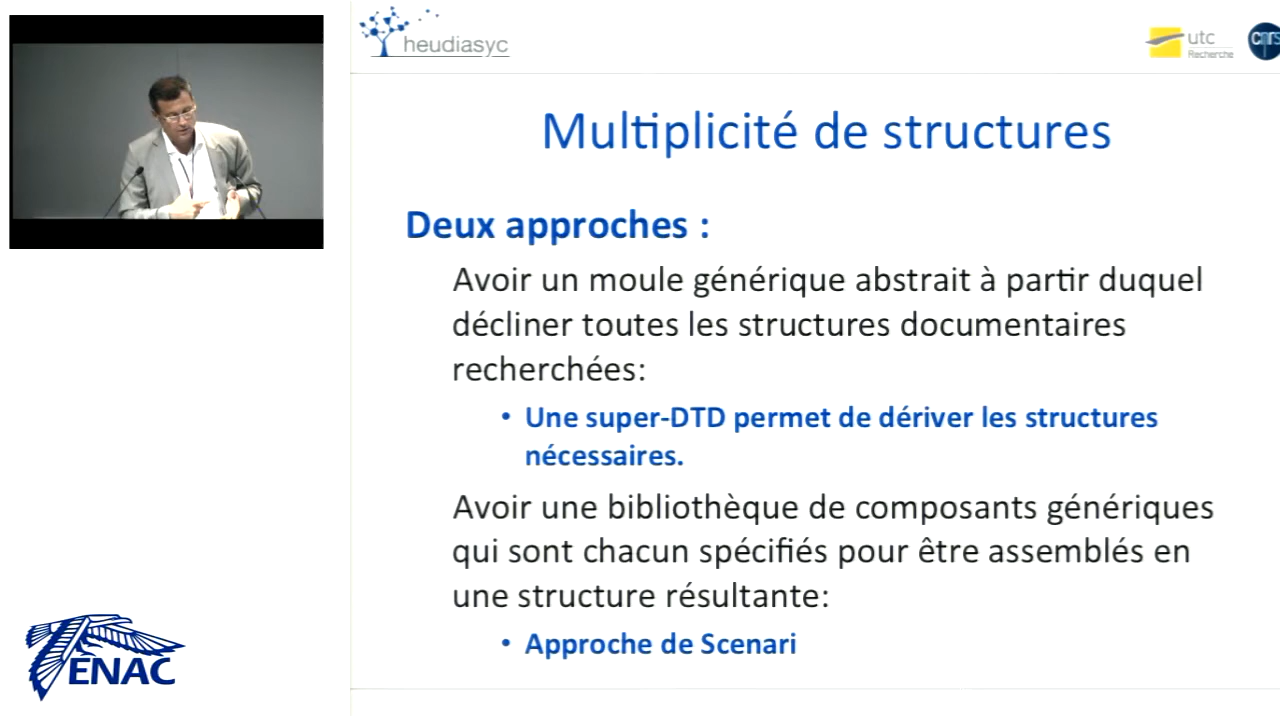 heudiasyc
utc
Recherche
cnrs
Multiplicité de structures
Deux approches :
Avoir un moule générique abstrait à partir duquel
décliner toutes les structures documentaires
recherchées:
• Une super-DTD permet de dériver les structures
nécessaires.
Avoir une bibliothèque de composants génériques
qui sont chacun spécifiés pour être assemblés en
une structure résultante:
• Approche de Scenari
ENAC